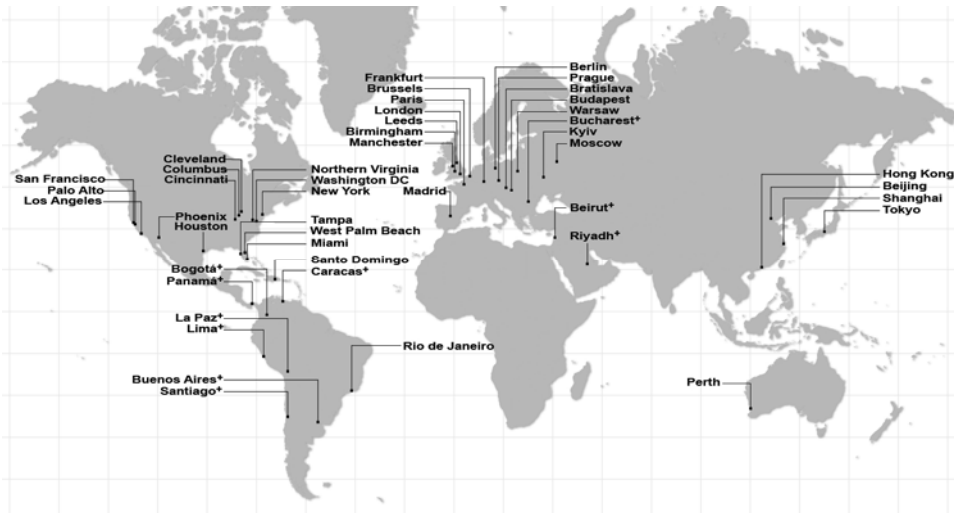 Frankfurt
Brussels
Paris
London
Leeds
Birmingham
Manchester
Madrid
Berlin
Prague
Bratislava
Budapest
Warsaw
Bucharest+
Kyiv
Moscow
Cleveland
Columbus
Cincinnati
Northern Virginia
Washington DC
New York
San Francisco
Palo Alto
Los Angeles
Phoenix
Houston
Tampa
West Palm Beach
Miami
Santo Domingo
Caracas+
Bogotá+
Panamá+
La Paz+
Lima+
Rio de Janeiro
Buenos Aires+
Santiago+
Beirut+
Riyadh+
Hong Kong
Beijing
Shanghai
Tokyo
Perth